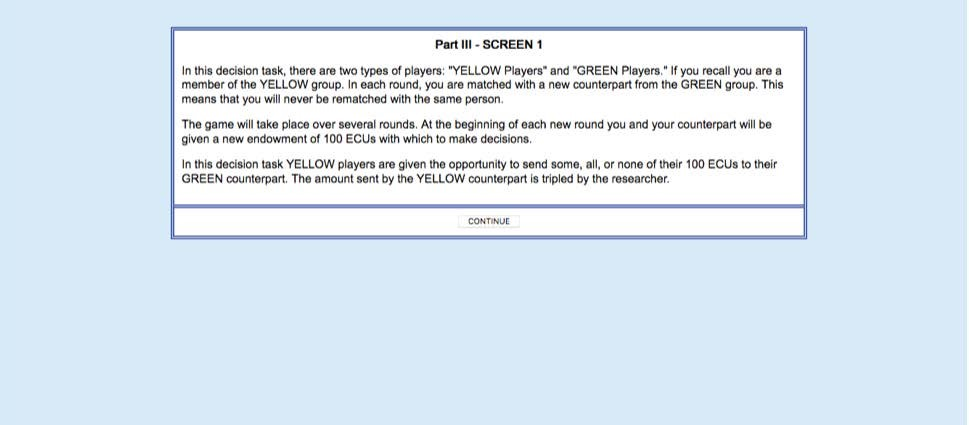 Part III - SCREEN 1
In this decision task, there are two types of players: "YELLOW Players" and "GREEN Players." If you recall you are a
member of the YELLOW group. In each round, you are matched with a new counterpart from the GREEN group. This
means that you will never be rematched with the same person.
The game will take place over several rounds. At the beginning of each new round you and your counterpart will be
given a new endowment of 100 ECUs with which to make decisions.
In this decision task YELLOW players are given the opportunity to send some, all, or none of their 100 ECUs to their
GREEN counterpart. The amount sent by the YELLOW counterpart is tripled by the researcher.
CONTINUE